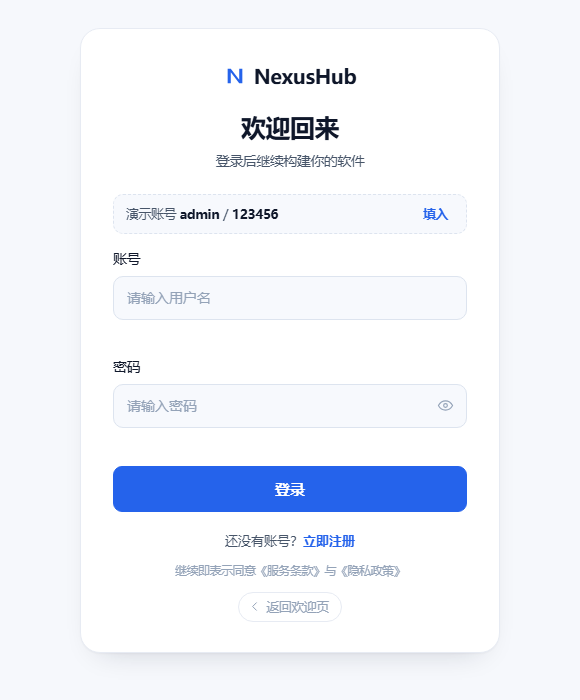 N NexusHub
欢迎回来
登录后继续构建你的软件
演示账号 admin / 123456 填入
账号
请输入用户名
密码
请输入密码
登录
还没有账号？立即注册
继续即表示同意《服务条款》与《隐私政策》
返回欢迎页